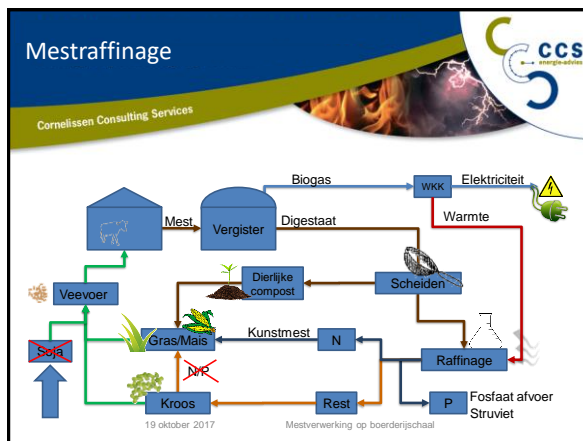 Mestraffinage
CCS
energie-advies
Cornelissen Consulting Services
Biogas
WKK
Elektriciteit
Mest
Vergister
Digestaat
Warmte
Dierlijke
compost
Scheiden
Veevoer
Gras/Mais
Kunstmest
N
Raffinage
Soja
N/P
Kroos
Rest
P
Fosfaat afvoer
Struviet
19 oktober 2017
Mestverwerking op boerderijschaal